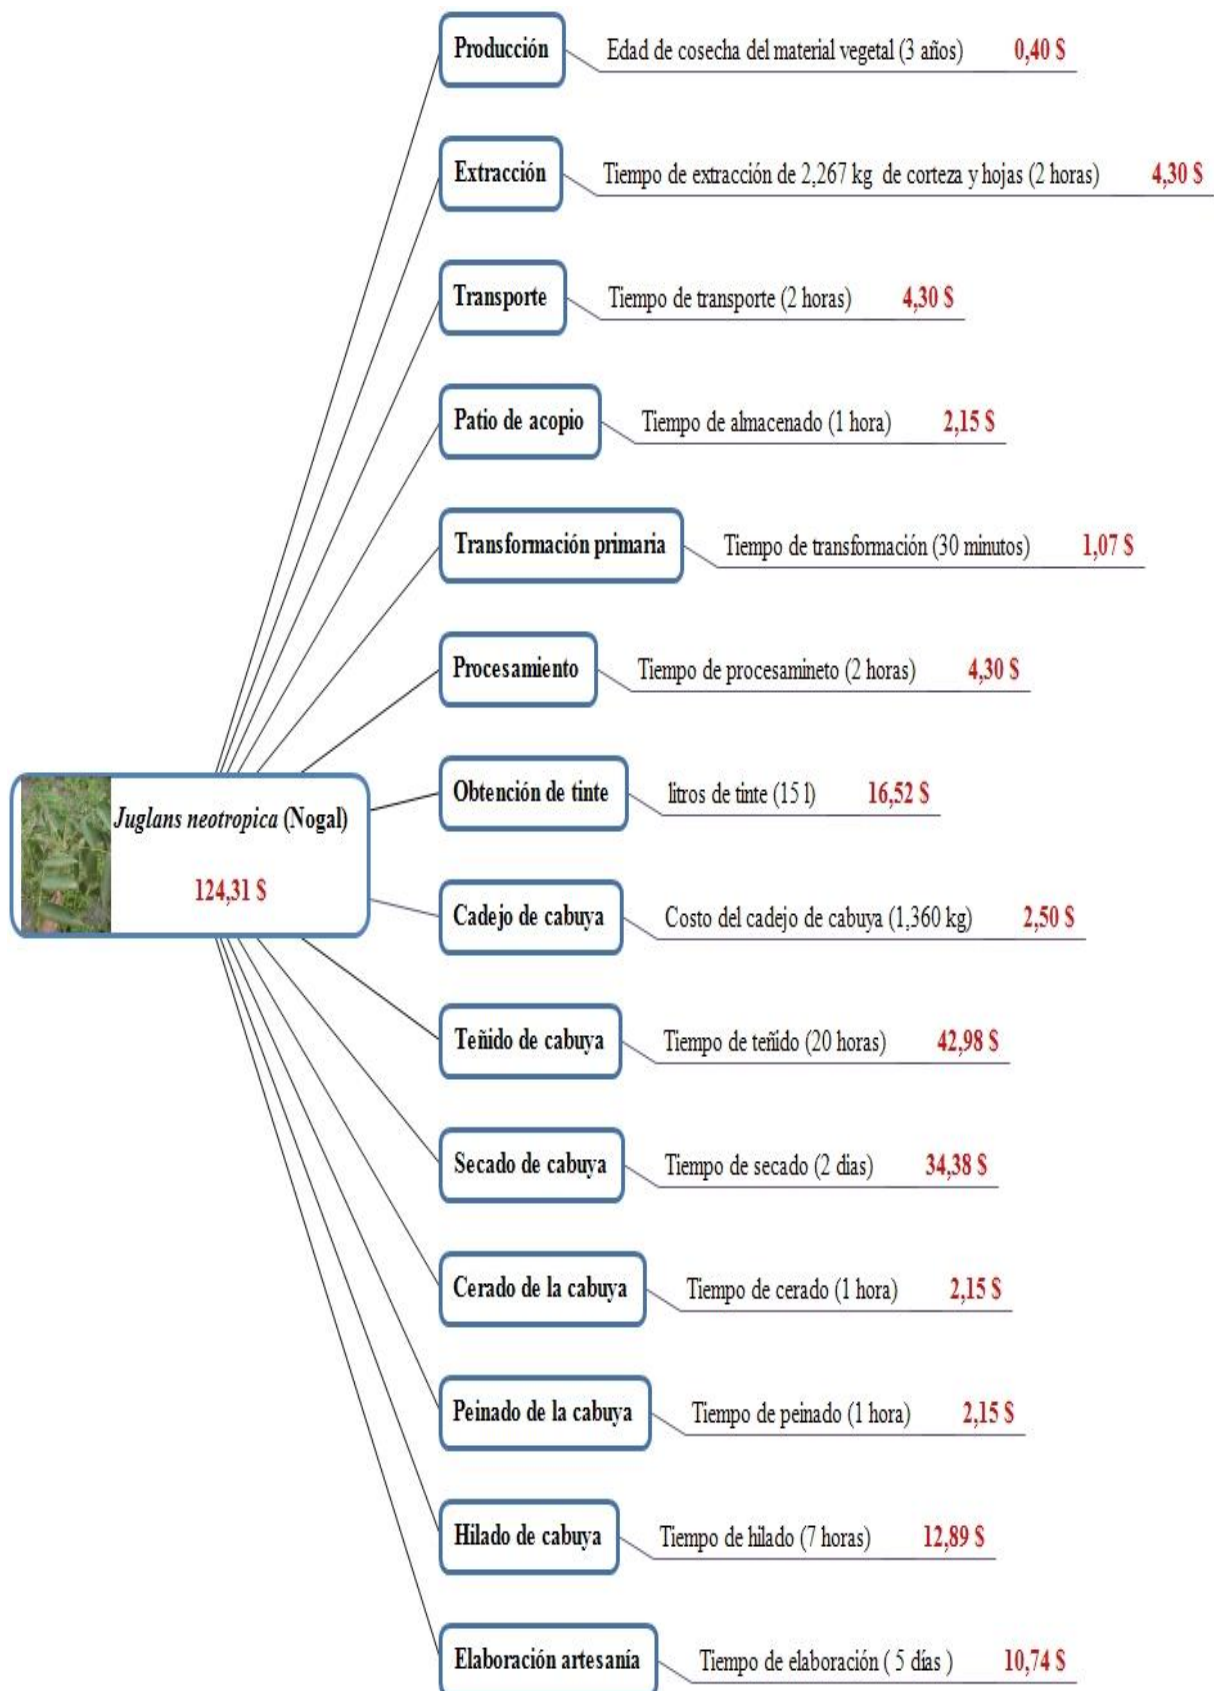 Producción Edad de cosecha del material vegetal (3 años) 0,40 $
Extracción Tiempo de extracción de 2,267 kg de corteza y hojas (2 horas) 4,30 $
Transporte Tiempo de transporte (2 horas) 4,30 $
Patio de acopio Tiempo de almacenado (1 hora) 2,15 $
Transformación primaria Tiempo de transformación (30 minutos) 1,07 $
Procesamiento Tiempo de procesamineto (2 horas) 4,30 $
Obtención de tinte litros de tinte (15 l) 16,52 $
Juglans neotropica (Nogal)
124,31 $
Cadejo de cabuya Costo del cadejo de cabuya (1,360 kg) 2,50 $
Teñido de cabuya Tiempo de teñido (20 horas) 42,98 $
Secado de cabuya Tiempo de secado (2 dias) 34,38 $
Cerado de la cabuya Tiempo de cerado (1 hora) 2,15 $
Peinado de la cabuya Tiempo de peinado (1 hora) 2,15 $
Hilado de cabuya Tiempo de hilado (7 horas) 12,89 $
Elaboración artesanía Tiempo de elaboración ( 5 días ) 10,74 $